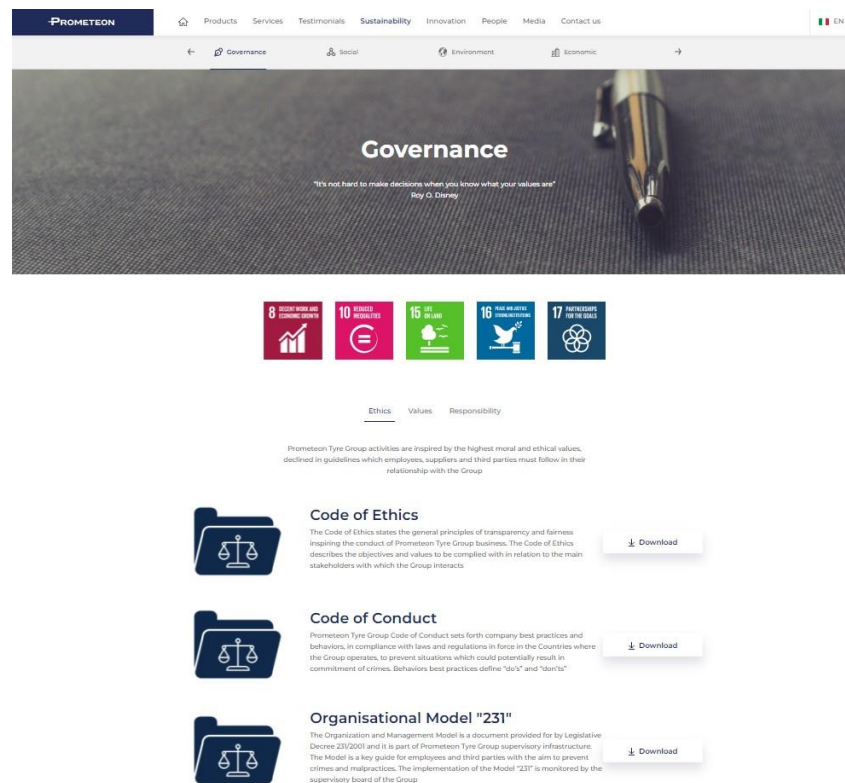 PROMETEON
Products Services Testimonials Sustainability Innovation People Media Contact us
EN
Governance Social Environment Economic
Governance
"It's not hard to make decisions when you know what your values are"
Roy O. Disney
8 DECENT WORK AND ECONOMIC GROWTH
10 REDUCED INEQUALITIES
15 LIFE ON LAND
16 PEACE AND JUSTICE STRONG INSTITUTIONS
17 PARTNERSHIPS FOR THE GOALS
Ethics Values Responsibility
Prometeon Tyre Group activities are inspired by the highest moral and ethical values,
declined in guidelines which employees, suppliers and third parties must follow in their
relationship with the Group
Code of Ethics
The Code of Ethics states the general principles of transparency and fairness
inspiring the conduct of Prometeon Tyre Group business. The Code of Ethics
describes the objectives and values to be complied with in relation to the main
stakeholders with which the Group interacts
Download
Code of Conduct
Prometeon Tyre Group Code of Conduct sets forth company best practices and
behaviors, in compliance with laws and regulations in force in the Countries where
the Group operates, to prevent situations which could potentially result in
commitment of crimes. Behaviors best practices define "do's" and "don'ts"
Download
Organisational Model "231"
The Organization and Management Model is a document provided for by Legislative
Decree 231/2001 and it is part of Prometeon Tyre Group supervisory infrastructure.
The Model is a key guide for employees and third parties with the aim to prevent
crimes and malpractices. The implementation of the Model "231" is monitored by the
supervisory board of the Group
Download